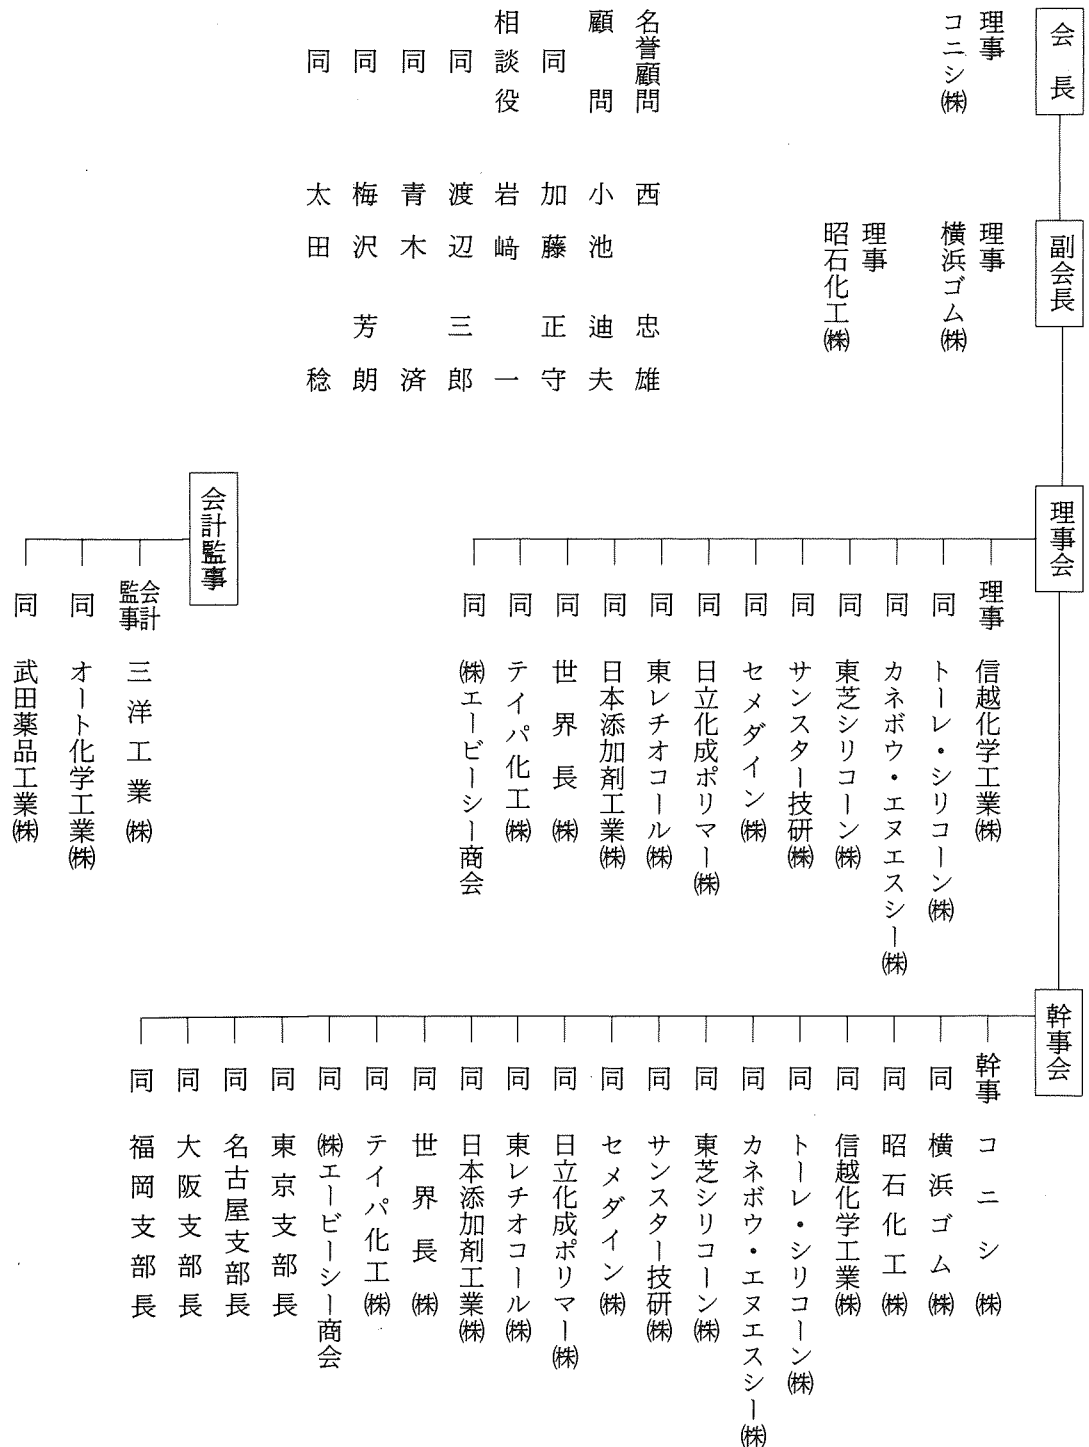 会長
理事
コニシ㈱
副会長
理事
横浜ゴム㈱
理事
昭石化工㈱
名誉顧問 西 忠雄
顧問 小池 迪夫
同 加藤 正守
相談役 岩﨑 一
同 渡辺 三郎
同 青木 済
同 梅沢 芳朗
同 太田 稔
理事会
理事 信越化学工業㈱
同 トーレ・シリコーン㈱
同 カネボウ・エヌエスシー㈱
同 東芝シリコーン㈱
同 サンスター技研㈱
同 セメダイン㈱
同 日立化成ポリマー㈱
同 東レチオコール㈱
同 日本添加剤工業㈱
同 世界長㈱
同 テイパ化工㈱
同 ㈱エービーシー商会
会計監事
会計監事 三洋工業㈱
同 オート化学工業㈱
同 武田薬品工業㈱
幹事会
幹事 コニシ㈱
同 横浜ゴム㈱
同 昭石化工㈱
同 信越化学工業㈱
同 トーレ・シリコーン㈱
同 カネボウ・エヌエスシー㈱
同 東芝シリコーン㈱
同 サンスター技研㈱
同 セメダイン㈱
同 日立化成ポリマー㈱
同 東レチオコール㈱
同 日本添加剤工業㈱
同 世界長㈱
同 テイパ化工㈱
同 ㈱エービーシー商会
同 東京支部長
同 名古屋支部長
同 大阪支部長
同 福岡支部長